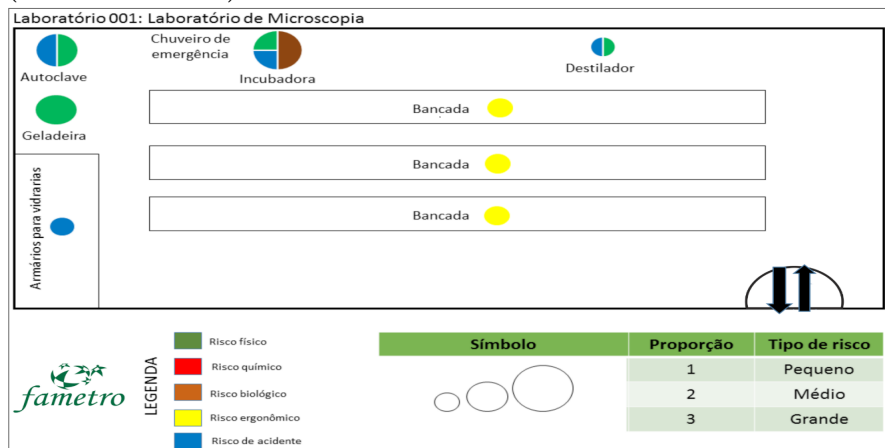 Laboratório 001: Laboratório de Microscopia
Chuveiro de
emergência
Autoclave
Incubadora
Destilador
Geladeira
Bancada
Bancada
Bancada
Armários para vidrarias
LEGENDA
Risco físico
Risco químico
Risco biológico
Risco ergonômico
Risco de acidente
fametro
Símbolo Proporção Tipo de risco
1 Pequeno
2 Médio
3 Grande